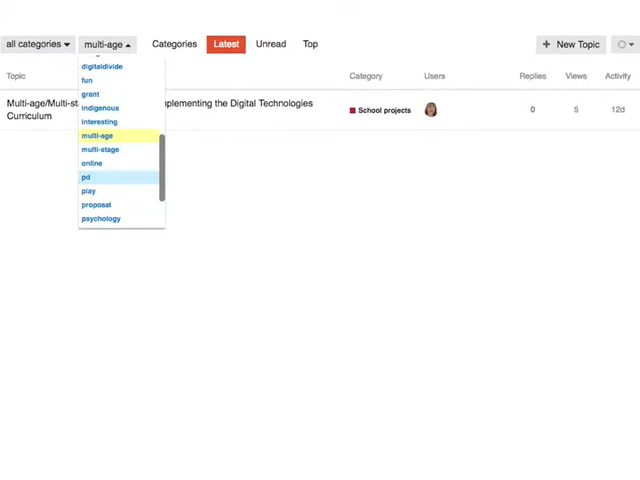 all categories multi-age Categories Latest Unread Top + New Topic
Topic Category Users Replies Views Activity
Multi-age/Multi-st mplementing the Digital Technologies School projects 0 5 12d
Curriculum
digitaldivide
fun
grant
indigenous
interesting
multi-age
multi-stage
online
pd
play
proposal
psychology